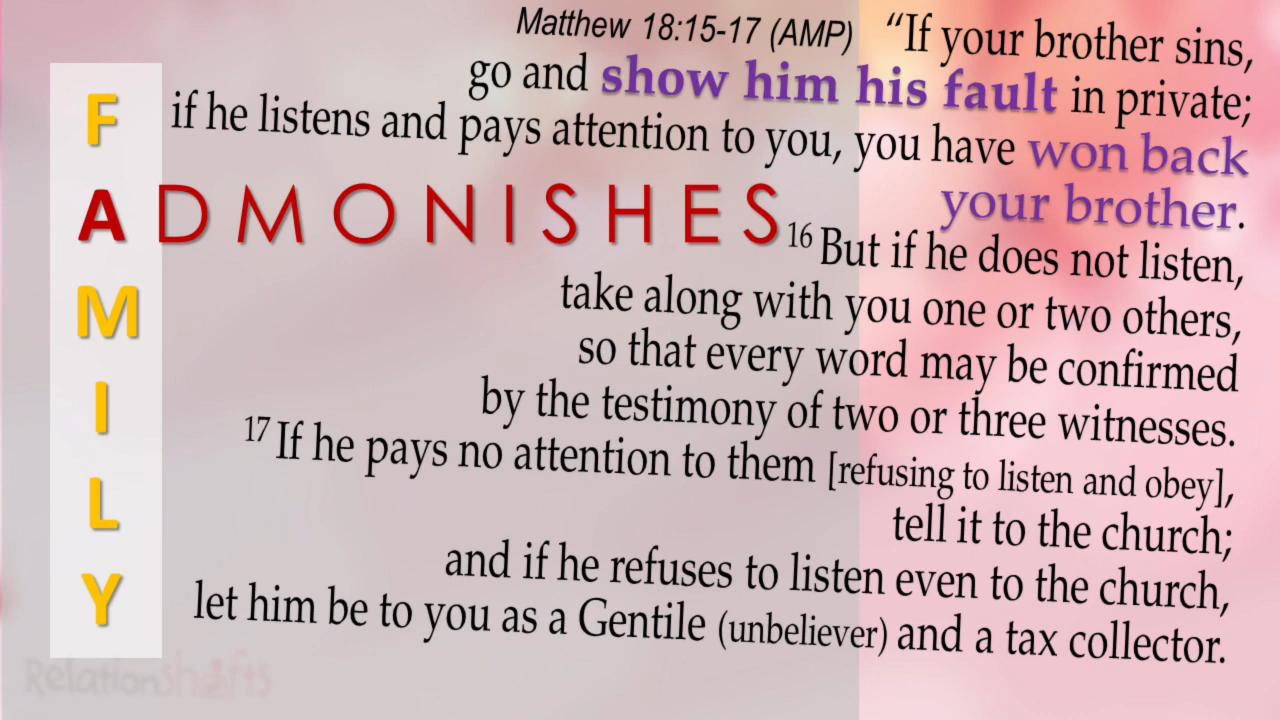 Matthew 18:15-17 (AMP) “If your brother sins,
go and show him his fault in private;
if he listens and pays attention to you, you have won back
your brother.
FAMILY
ADMONISHES
16 But if he does not listen,
take along with you one or two others,
so that every word may be confirmed
by the testimony of two or three witnesses.
17 If he pays no attention to them [refusing to listen and obey],
tell it to the church;
and if he refuses to listen even to the church,
let him be to you as a Gentile (unbeliever) and a tax collector.
RelationShifts